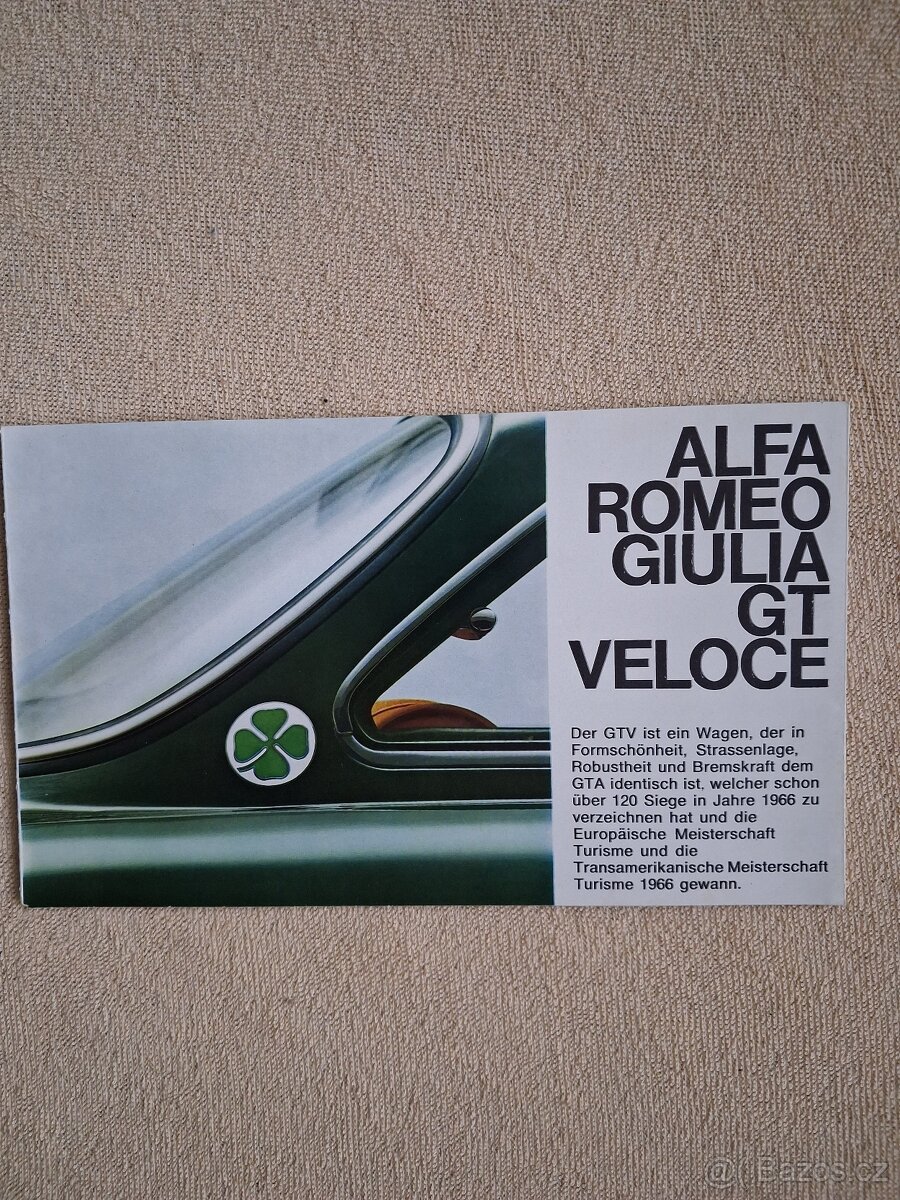 ALFA
ROMEO
GIULIA
GT
VELOCE
Der GTV ist ein Wagen, der in
Formschönheit, Strassenlage,
Robustheit und Bremskraft dem
GTA identisch ist, welcher schon
über 120 Siege in Jahre 1966 zu
verzeichnen hat und die
Europäische Meisterschaft
Turisme und die
Transamerikanische Meisterschaft
Turisme 1966 gewann.
@ Bazos.cz